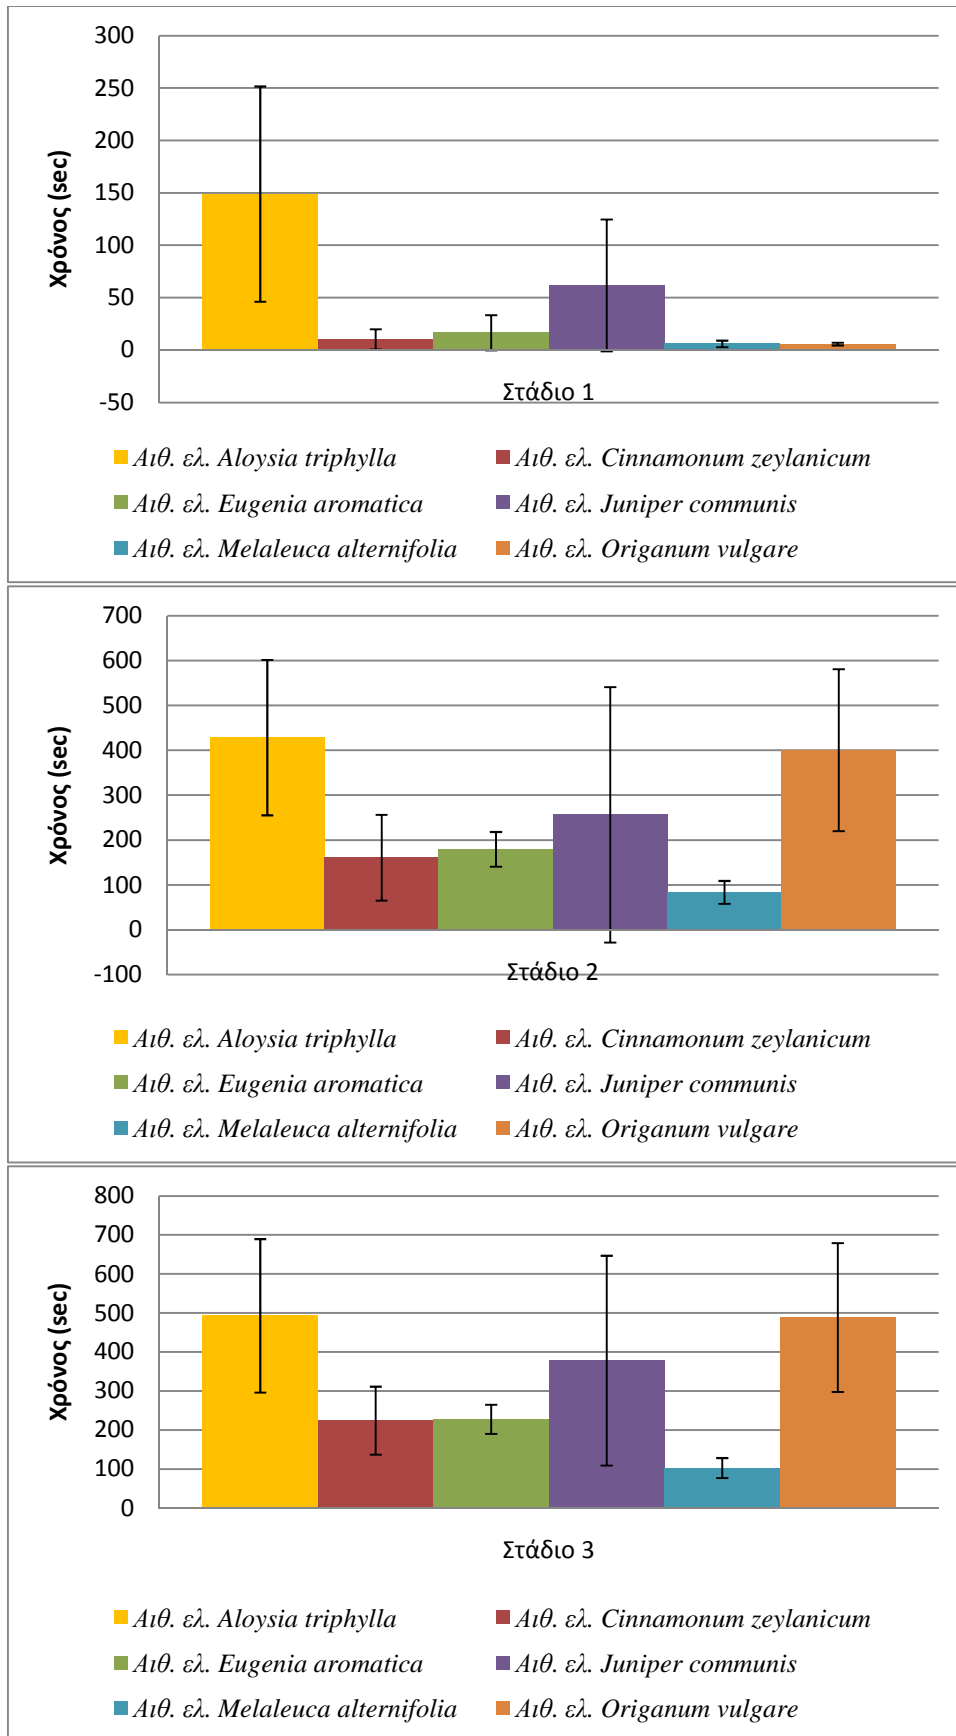 300
250
200
150
100
50
0
-50
Χρόνος (sec)
Στάδιο 1
Αιθ. ελ. Aloysia triphylla Αιθ. ελ. Cinnamonum zeylanicum
Αιθ. ελ. Eugenia aromatica Αιθ. ελ. Juniper communis
Αιθ. ελ. Melaleuca alternifolia Αιθ. ελ. Origanum vulgare
700
600
500
400
300
200
100
0
-100
Χρόνος (sec)
Στάδιο 2
Αιθ. ελ. Aloysia triphylla Αιθ. ελ. Cinnamonum zeylanicum
Αιθ. ελ. Eugenia aromatica Αιθ. ελ. Juniper communis
Αιθ. ελ. Melaleuca alternifolia Αιθ. ελ. Origanum vulgare
800
700
600
500
400
300
200
100
0
Χρόνος (sec)
Στάδιο 3
Αιθ. ελ. Aloysia triphylla Αιθ. ελ. Cinnamonum zeylanicum
Αιθ. ελ. Eugenia aromatica Αιθ. ελ. Juniper communis
Αιθ. ελ. Melaleuca alternifolia Αιθ. ελ. Origanum vulgare